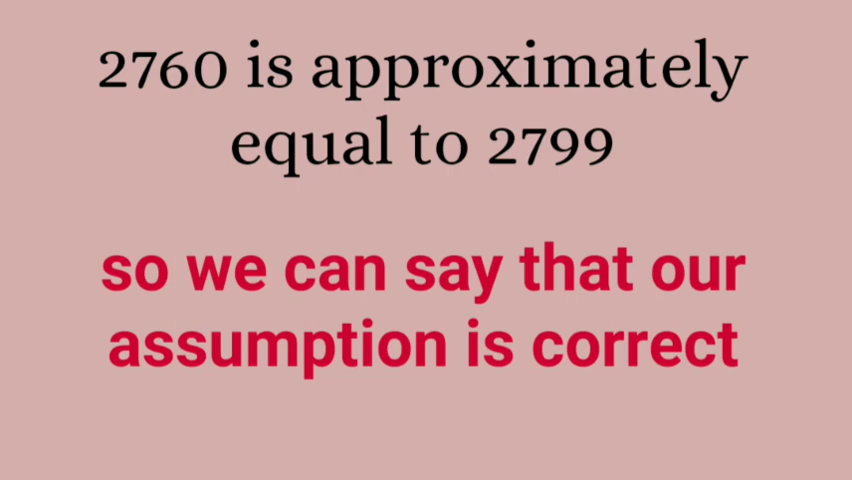 2760 is approximately
equal to 2799
so we can say that our
assumption is correct